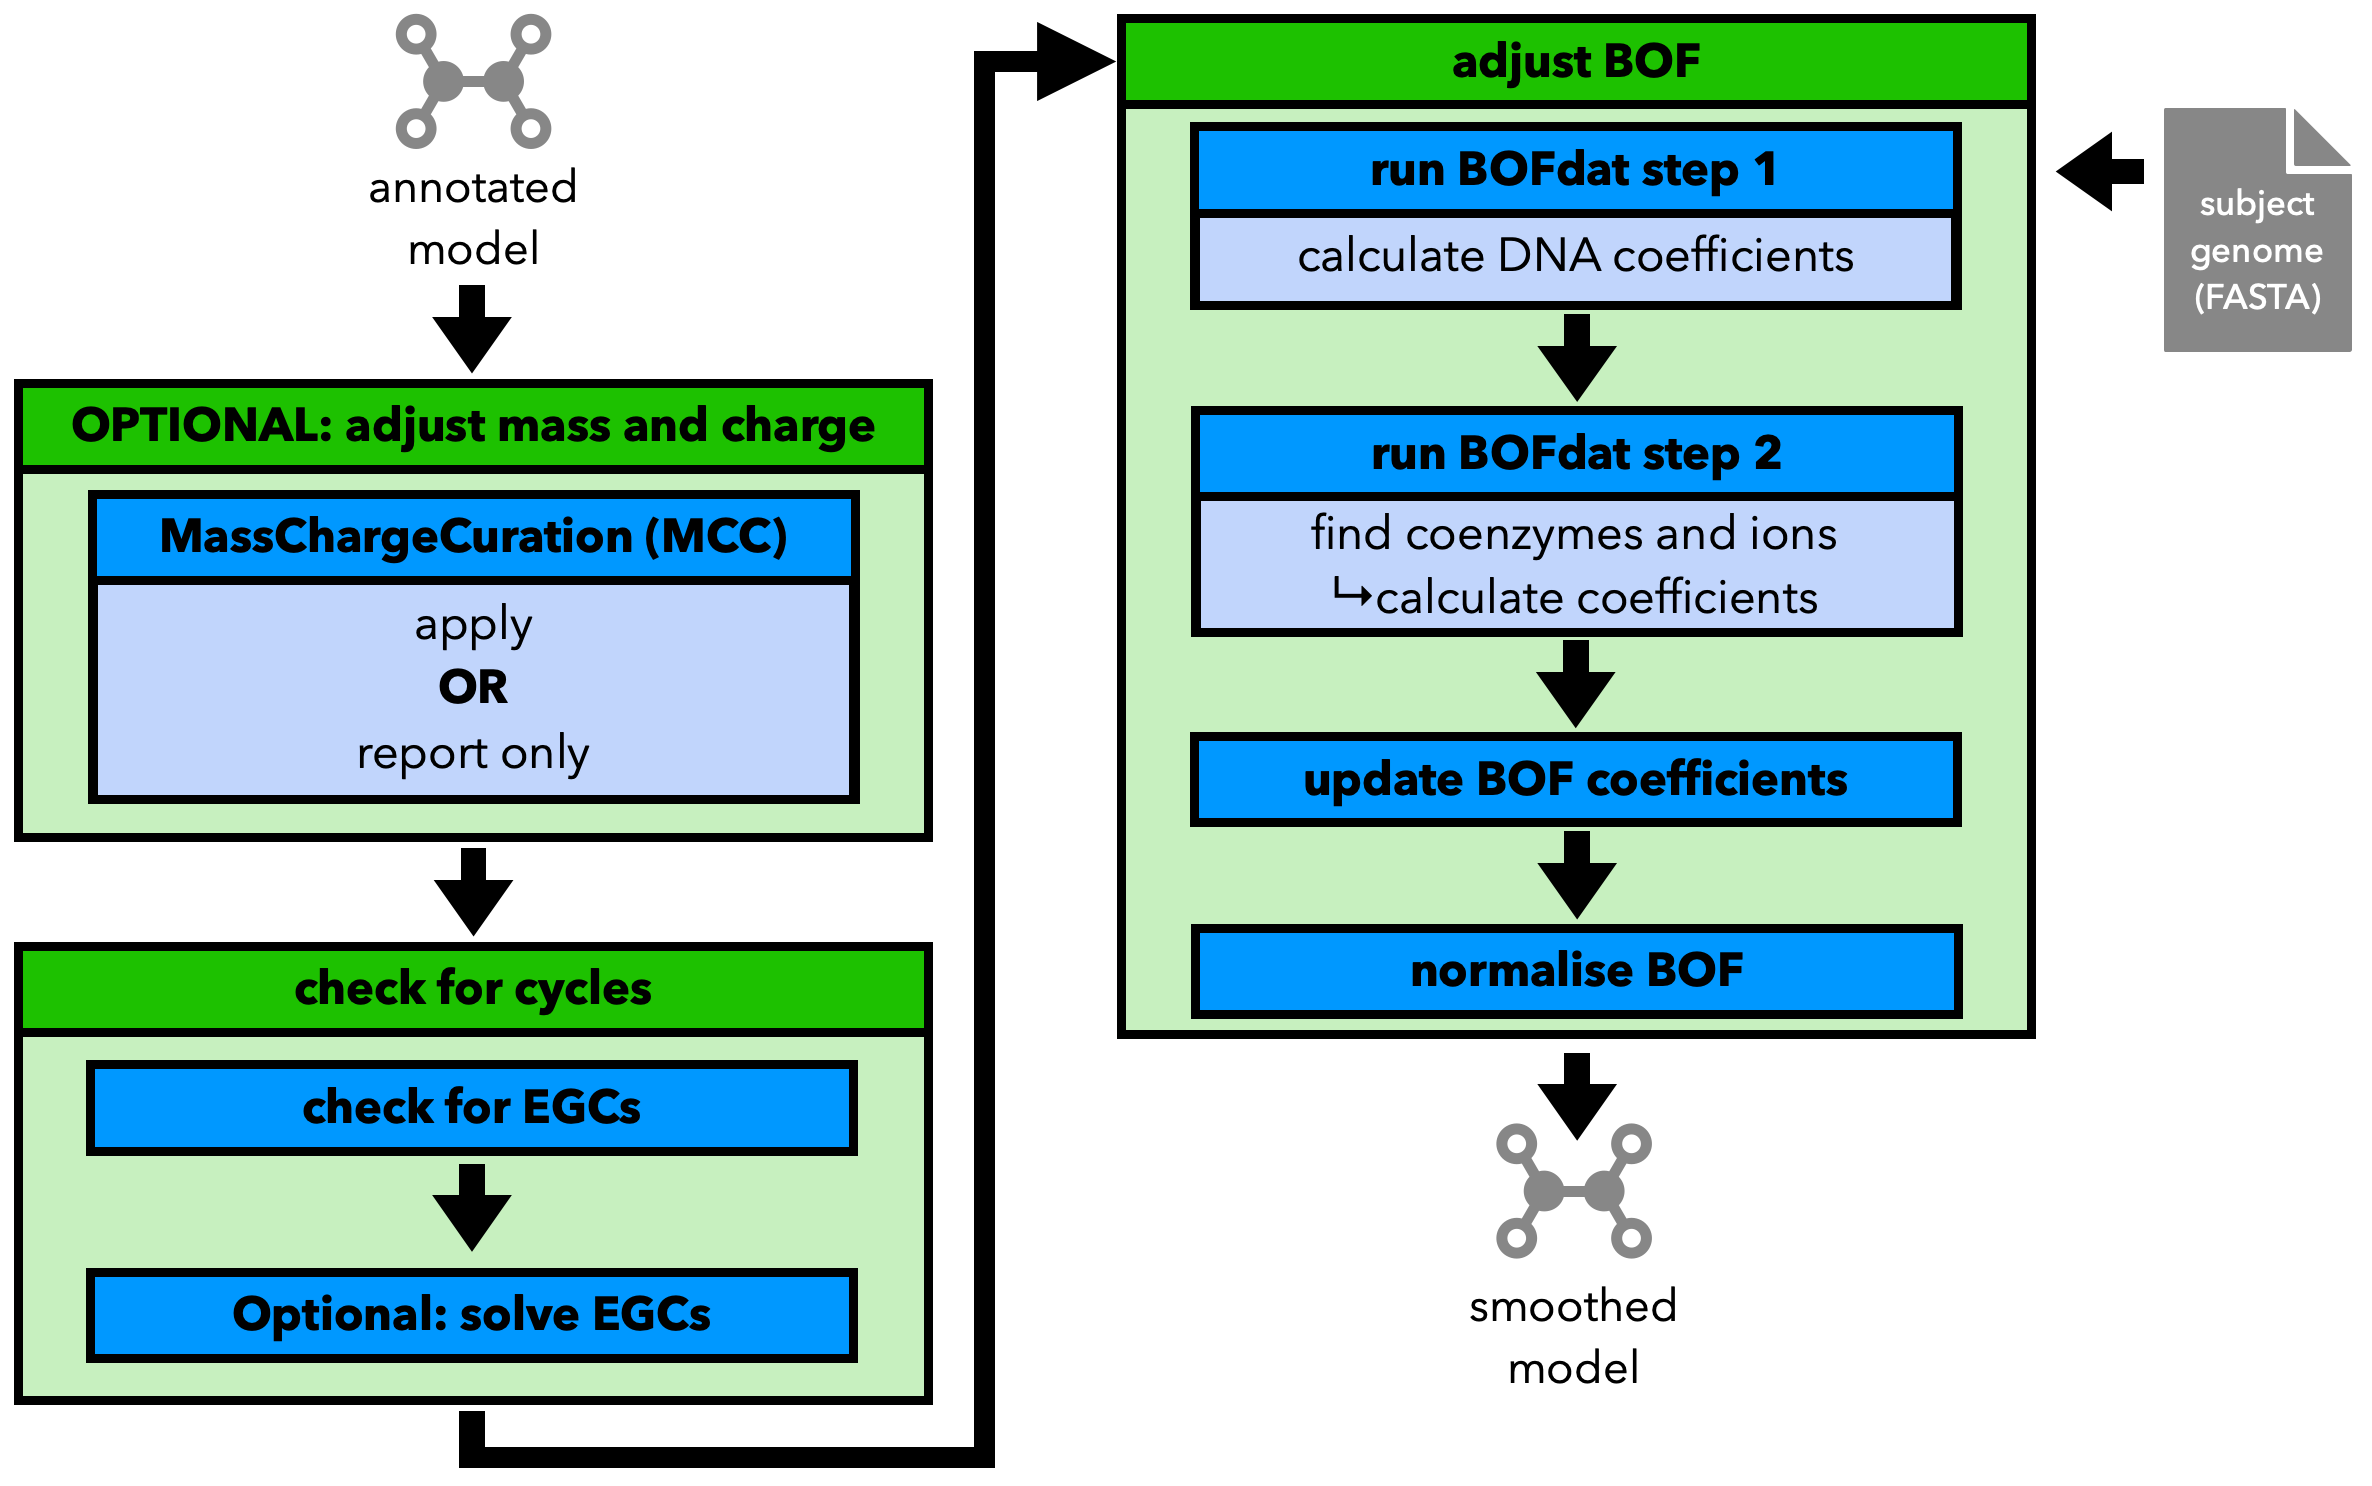 annotated
model
OPTIONAL: adjust mass and charge
MassChargeCuration (MCC)
apply
OR
report only
check for cycles
check for EGCs
Optional: solve EGCs
adjust BOF
run BOFdat step 1
calculate DNA coefficients
run BOFdat step 2
find coenzymes and ions
↳calculate coefficients
update BOF coefficients
normalise BOF
subject
genome
(FASTA)
smoothed
model